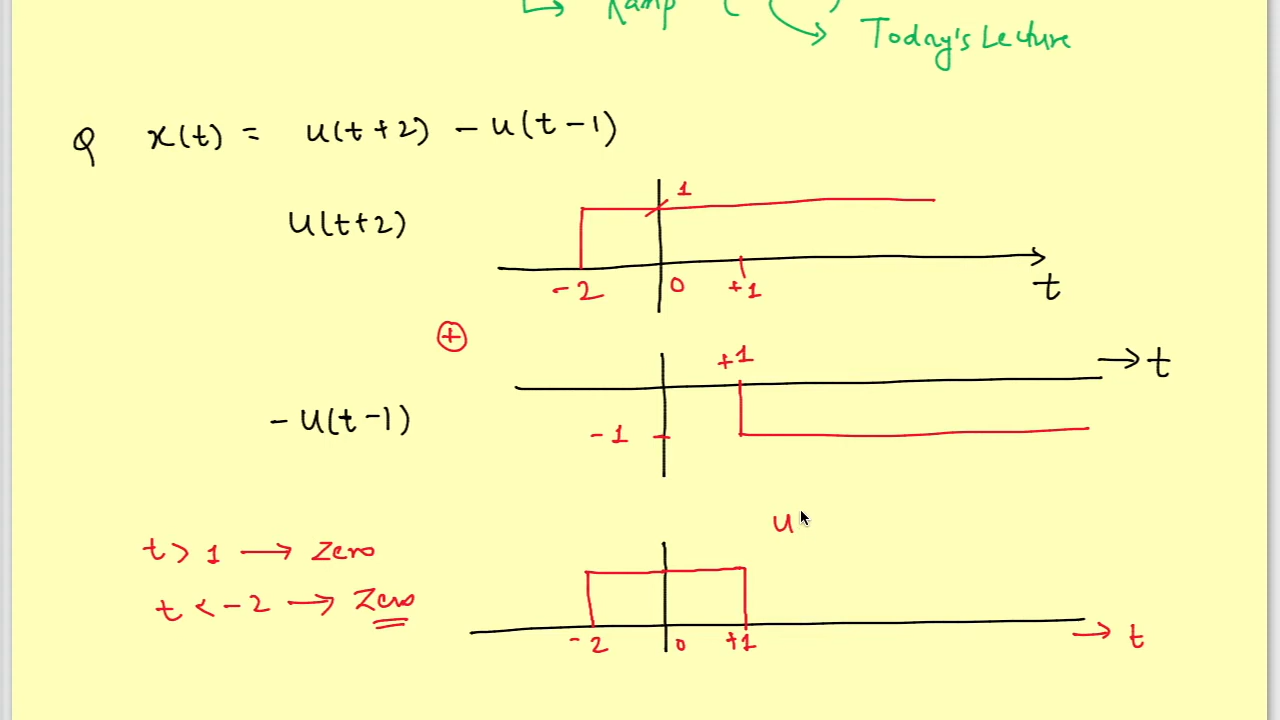 Ramp (
Today's Lecture
Q x(t) = u(t+2) - u(t-1)
1
u(t+2)
-2 0 +1 t
+
+1 t
-u(t-1) -1
u
t > 1 → Zero
t < -2 → Zero
-2 0 +1 t